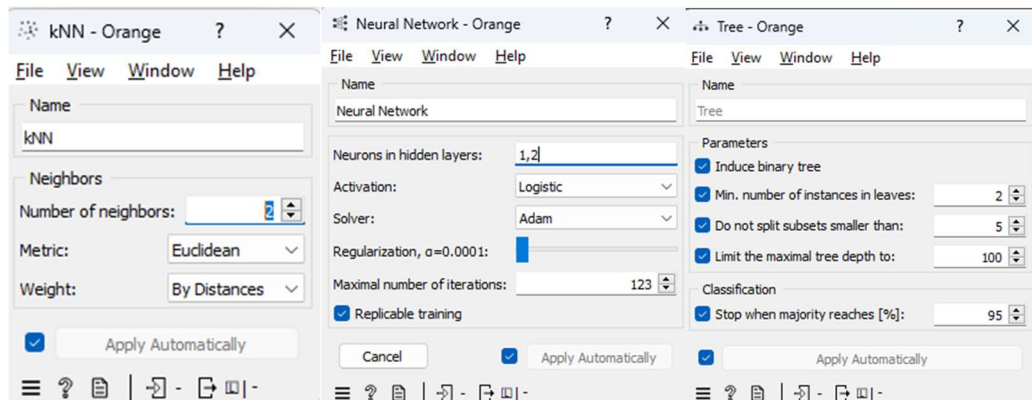 kNN - Orange ? ×
File View Window Help
Name
kNN
Neighbors
Number of neighbors: 2
Metric: Euclidean
Weight: By Distances
Apply Automatically
Neural Network - Orange ? ×
File View Window Help
Name
Neural Network
Neurons in hidden layers: 1,2
Activation: Logistic
Solver: Adam
Regularization, α=0.0001:
Maximal number of iterations: 123
Replicable training
Cancel Apply Automatically
Tree - Orange ? ×
File View Window Help
Name
Tree
Parameters
Induce binary tree
Min. number of instances in leaves: 2
Do not split subsets smaller than: 5
Limit the maximal tree depth to: 100
Classification
Stop when majority reaches [%]: 95
Apply Automatically